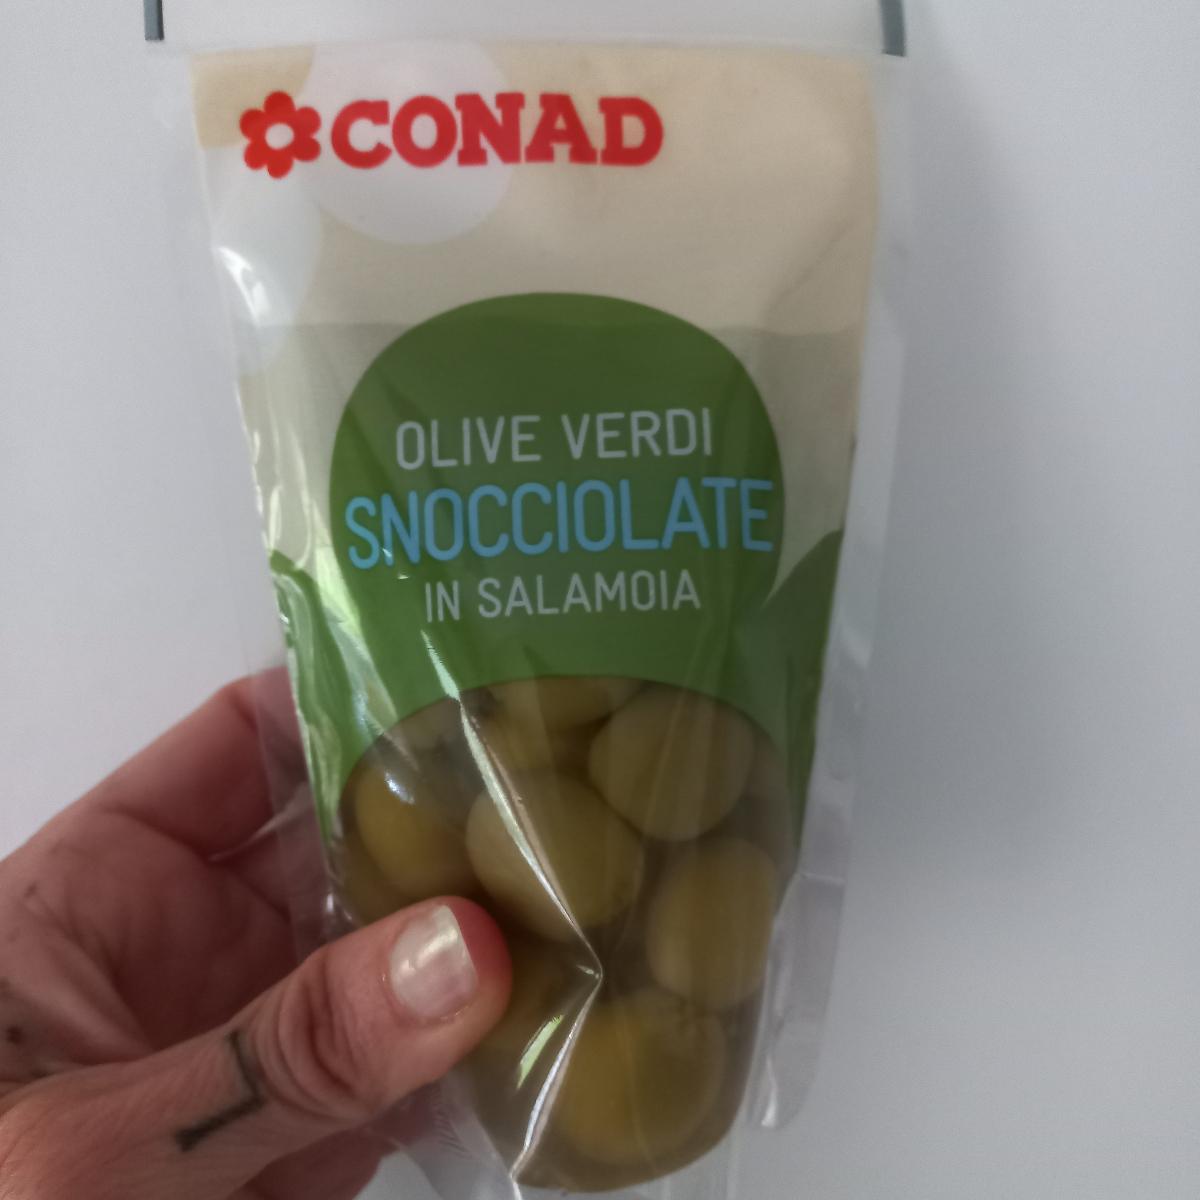 CONAD
OLIVE VERDI
SNOCCIOLATE
IN SALAMOIA